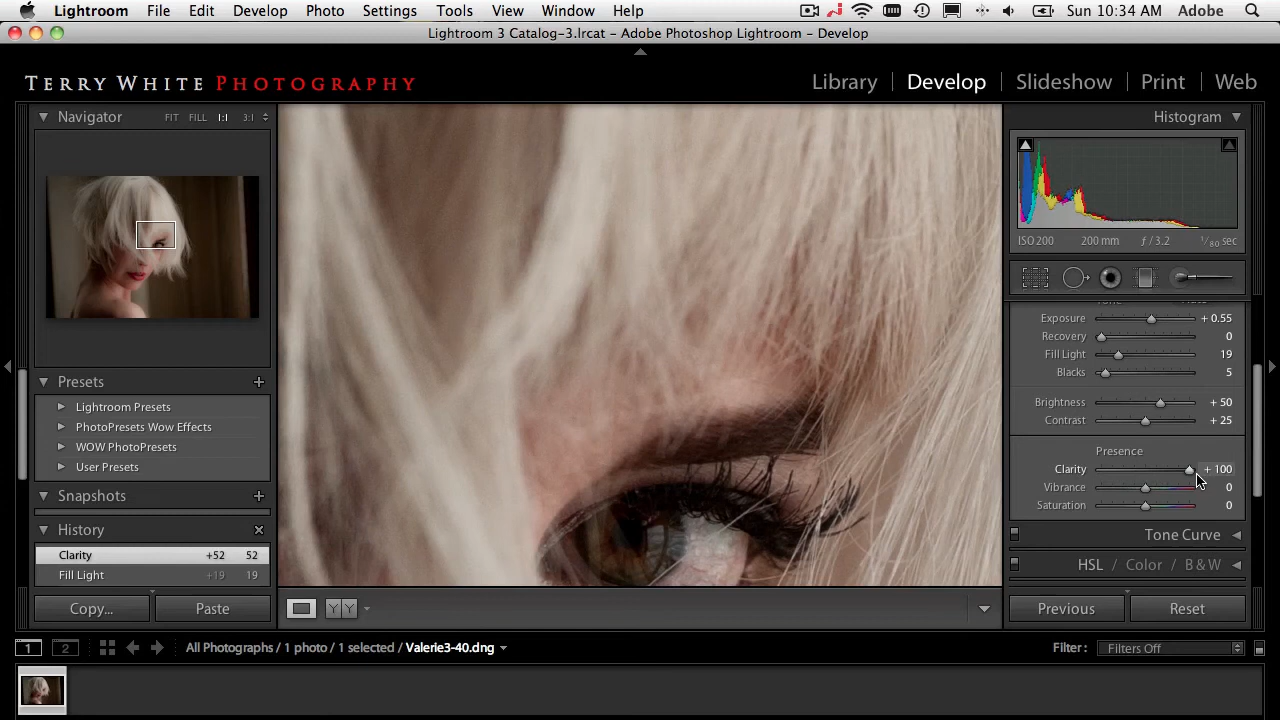 Lightroom File Edit Develop Photo Settings Tools View Window Help Sun 10:34 AM Adobe
Lightroom 3 Catalog-3.lrcat – Adobe Photoshop Lightroom – Develop
TERRY WHITE PHOTOGRAPHY
Library | Develop | Slideshow | Print | Web
Navigator FIT FILL 1:1 3:1
Presets
Lightroom Presets
PhotoPresets Wow Effects
WOW PhotoPresets
User Presets
Snapshots
History
Clarity +52 52
Fill Light +19 19
Copy... Paste
Histogram
ISO 200 200 mm ƒ / 3.2 1/80 sec
Exposure + 0.55
Recovery 0
Fill Light 19
Blacks 5
Brightness + 50
Contrast + 25
Presence
Clarity + 100
Vibrance 0
Saturation 0
Tone Curve
HSL / Color / B & W
Previous Reset
Y Y
1 2 All Photographs / 1 photo / 1 selected / Valerie3-40.dng Filter : Filters Off